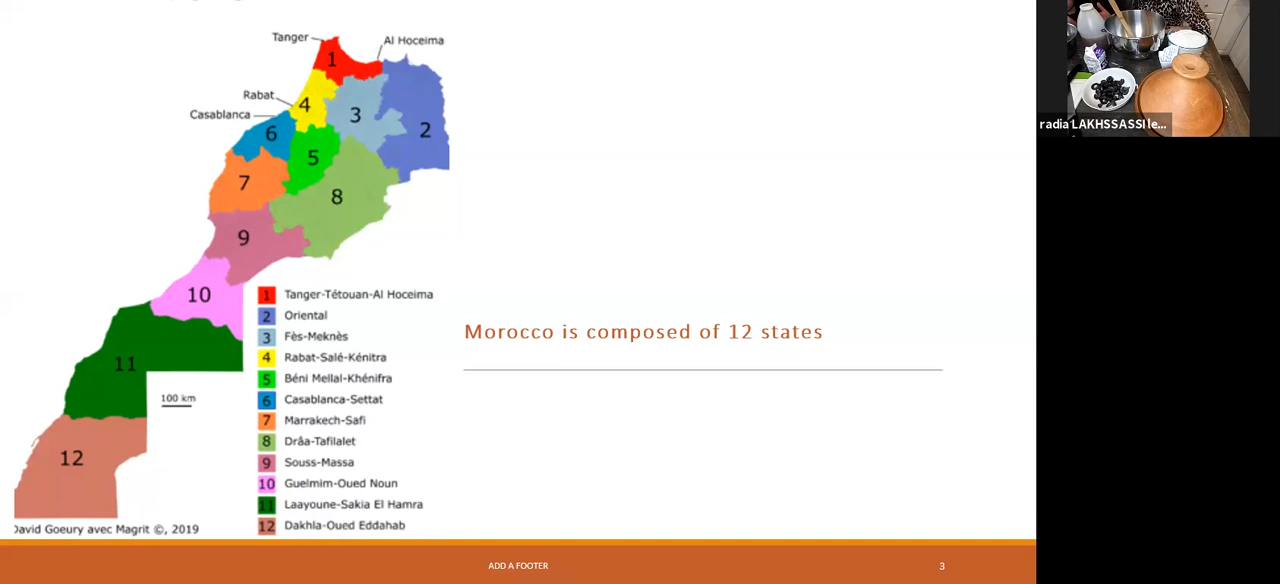 Tanger
Al Hoceima
1
Rabat
4
3
Casablanca
6
2
5
7
8
9
10
11
100 km
12
1 Tanger-Tétouan-Al Hoceima
2 Oriental
3 Fès-Meknès
4 Rabat-Salé-Kénitra
5 Béni Mellal-Khénifra
6 Casablanca-Settat
7 Marrakech-Safi
8 Drâa-Tafilalet
9 Souss-Massa
10 Guelmim-Oued Noun
11 Laayoune-Sakia El Hamra
12 Dakhla-Oued Eddahab
David Goeury avec Magrit ©, 2019
Morocco is composed of 12 states
ADD A FOOTER
3
radia LAKHSSASSI le...